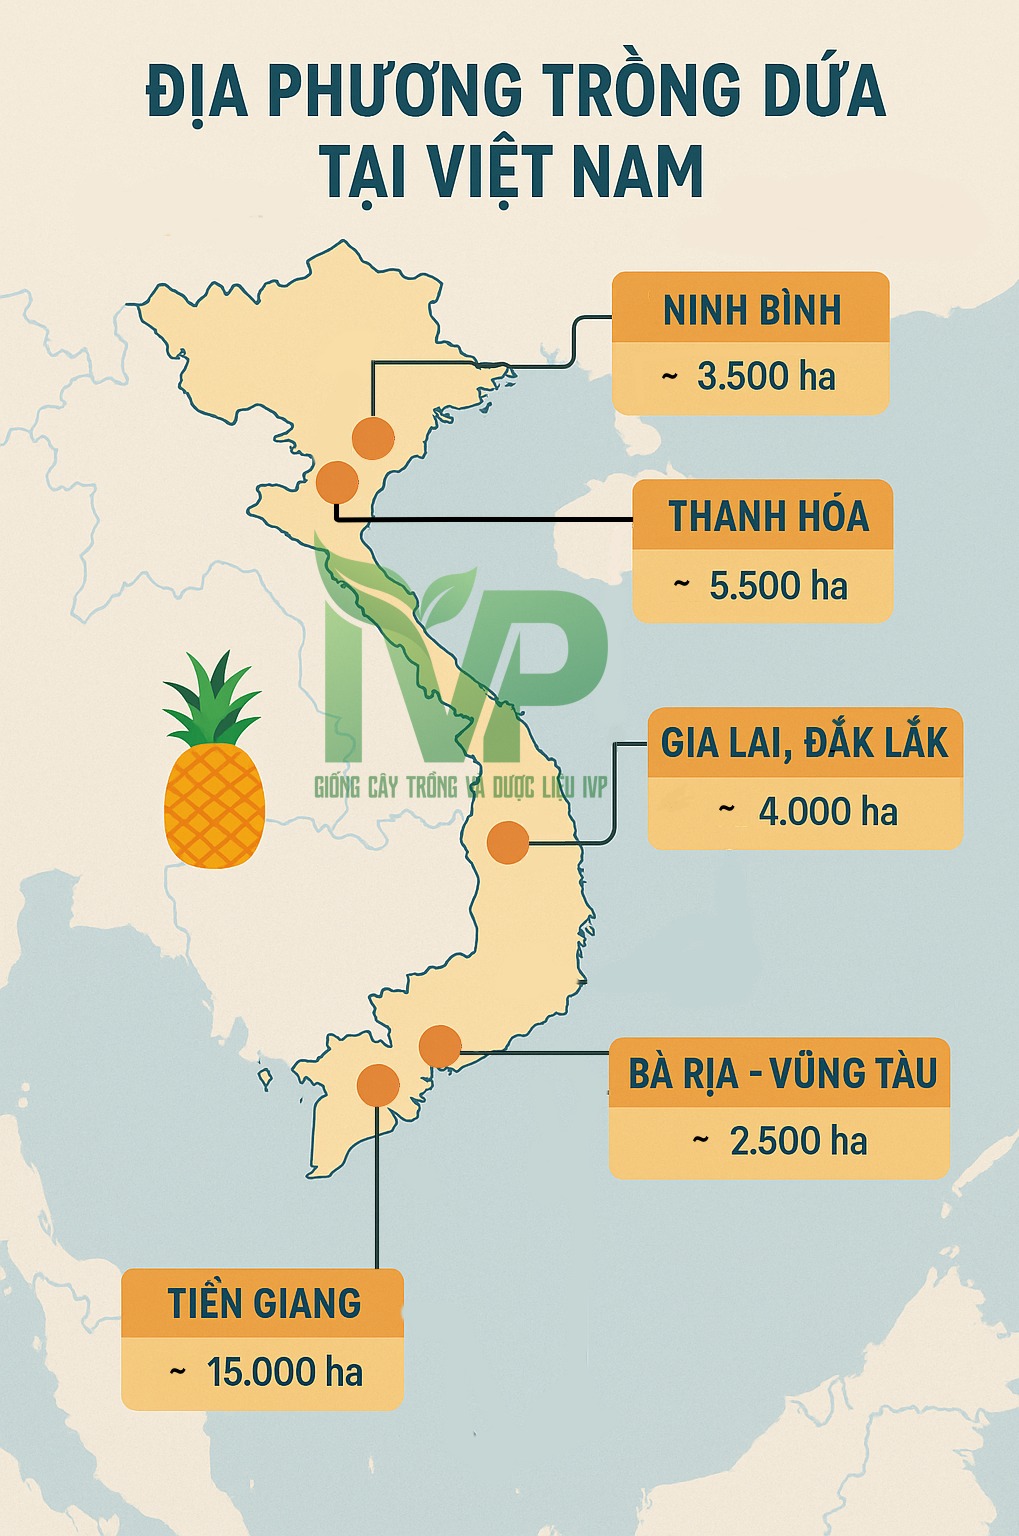 ĐỊA PHƯƠNG TRỒNG DỨA
TẠI VIỆT NAM
NINH BÌNH
~ 3.500 ha
THANH HÓA
~ 5.500 ha
IVP
GIỐNG CÂY TRỒNG VÀ DƯỢC LIỆU IVP
GIA LAI, ĐẮK LẮK
~ 4.000 ha
BÀ RỊA - VŨNG TÀU
~ 2.500 ha
TIỀN GIANG
~ 15.000 ha